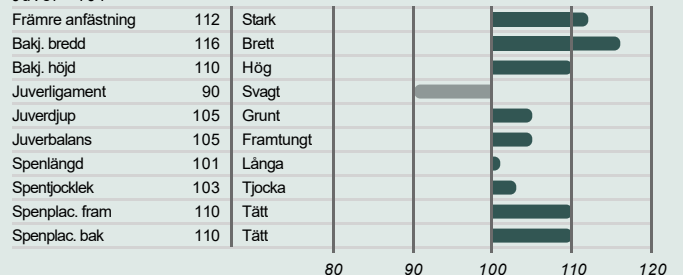 Främre anfästning 112 Stark
Bakj. bredd 116 Brett
Bakj. höjd 110 Hög
Juverligament 90 Svagt
Juverdjup 105 Grunt
Juverbalans 105 Framtungt
Spenlängd 101 Långa
Spentjocklek 103 Tjocka
Spenplac. fram 110 Tätt
Spenplac. bak 110 Tätt
80 90 100 110 120